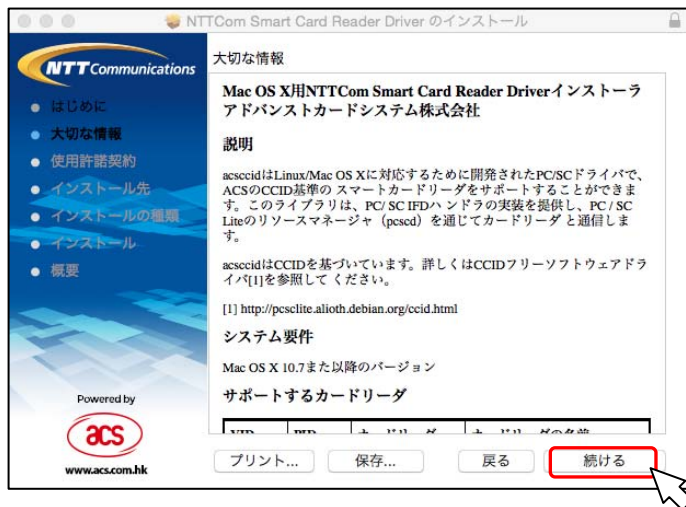 NTTCom Smart Card Reader Driver のインストール
NTT Communications
はじめに
大切な情報
使用許諾契約
インストール先
インストールの種類
インストール
概要
Powered by
acs
www.acs.com.hk
大切な情報
Mac OS X用NTTCom Smart Card Reader Driverインストーラ
アドバンストカードシステム株式会社
説明
acsccidはLinux/Mac OS Xに対応するために開発されたPC/SCドライバで、
ACSのCCID基準の スマートカードリーダをサポートすることができま
す。このライブラリは、PC/ SC IFDハ ンドラの実装を提供し、PC / SC
Liteのリソースマネージャ（pcscd）を通じてカードリーダ と通信しま
す。
acsccidはCCIDを基づいています。詳しくはCCIDフリーソフトウェアドラ
イバ[1]を参照して ください。
[1] http://pcsclite.alioth.debian.org/ccid.html
システム要件
Mac OS X 10.7また以降のバージョン
サポートするカードリーダ
VID PID カードリーダ カードリーダの名前
プリント... 保存... 戻る 続ける